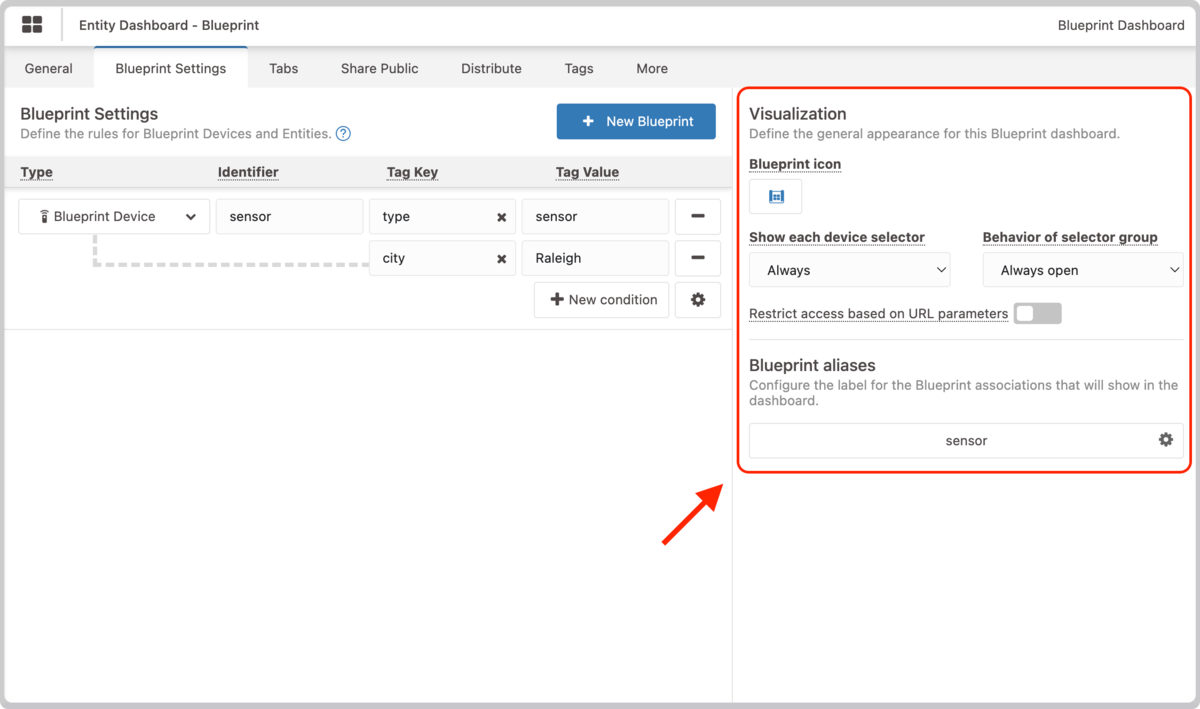 Entity Dashboard - Blueprint
Blueprint Dashboard
General
Blueprint Settings
Tabs
Share Public
Distribute
Tags
More
Blueprint Settings
Define the rules for Blueprint Devices and Entities. ?
New Blueprint
Type
Identifier
Tag Key
Tag Value
Blueprint Device
sensor
type
sensor
city
Raleigh
New condition
Visualization
Define the general appearance for this Blueprint dashboard.
Blueprint icon
Show each device selector
Behavior of selector group
Always
Always open
Restrict access based on URL parameters
Blueprint aliases
Configure the label for the Blueprint associations that will show in the
dashboard.
sensor